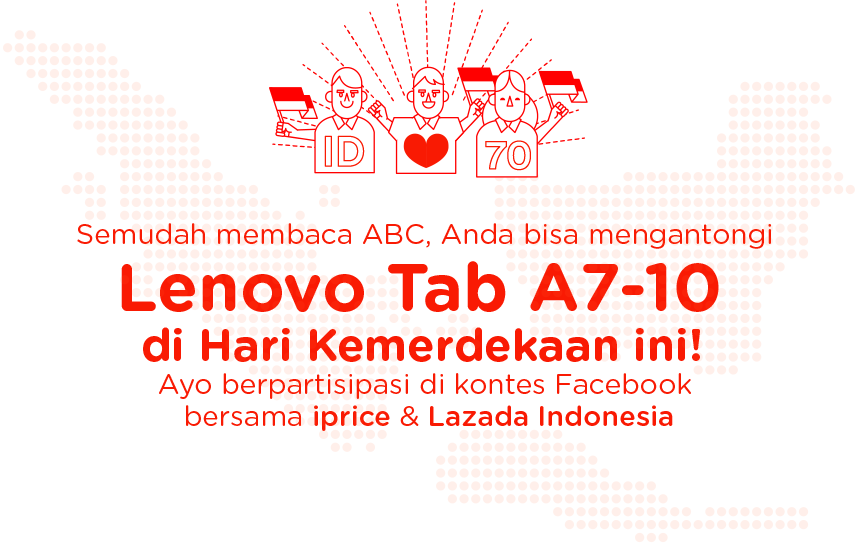 ID
70
Semudah membaca ABC, Anda bisa mengantongi
Lenovo Tab A7-10
di Hari Kemerdekaan ini!
Ayo berpartisipasi di kontes Facebook
bersama iprice & Lazada Indonesia